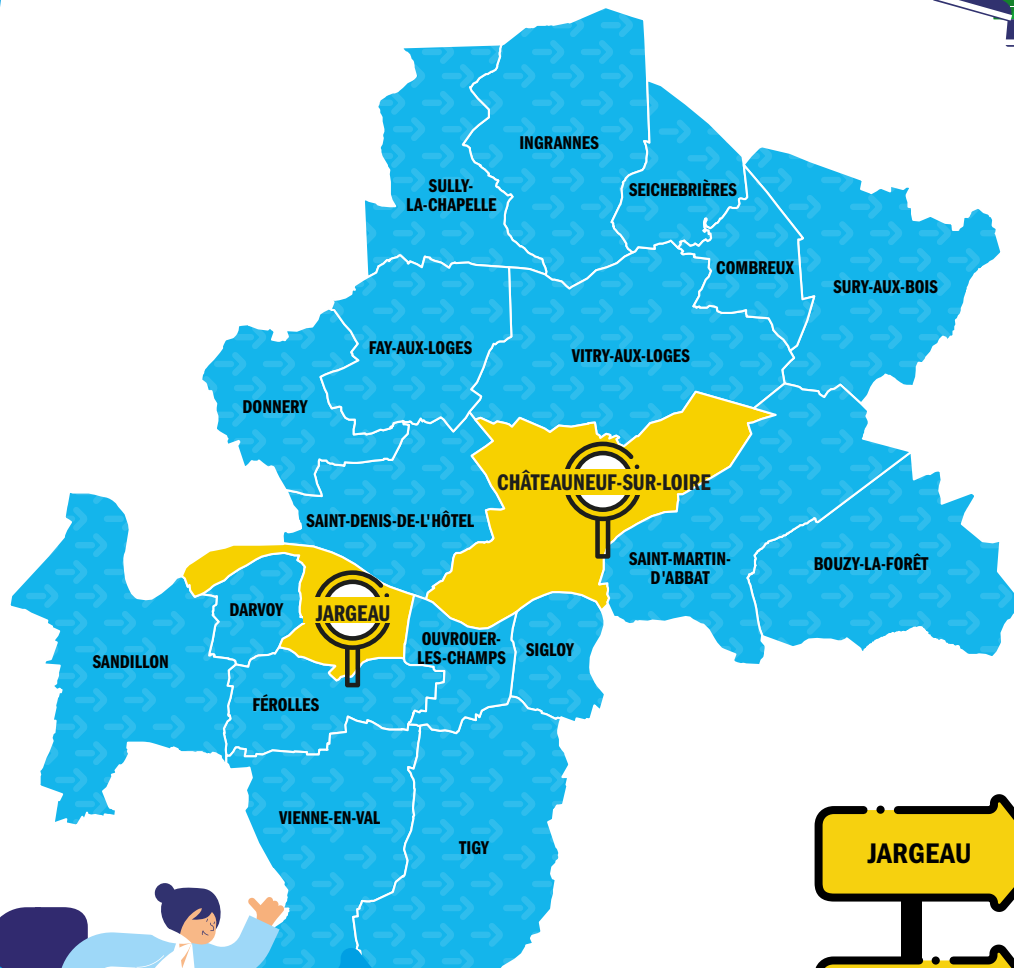 INGRANNES
SULLY-
LA-CHAPELLE
SEICHEBRIÈRES
COMBREUX
SURY-AUX-BOIS
FAY-AUX-LOGES
VITRY-AUX-LOGES
DONNERY
CHÂTEAUNEUF-SUR-LOIRE
SAINT-DENIS-DE-L'HÔTEL
SAINT-MARTIN-
D'ABBAT
BOUZY-LA-FORÊT
DARVOY
JARGEAU
OUVROUER-
LES-CHAMPS
SIGLOY
SANDILLON
FÉROLLES
VIENNE-EN-VAL
TIGY
JARGEAU